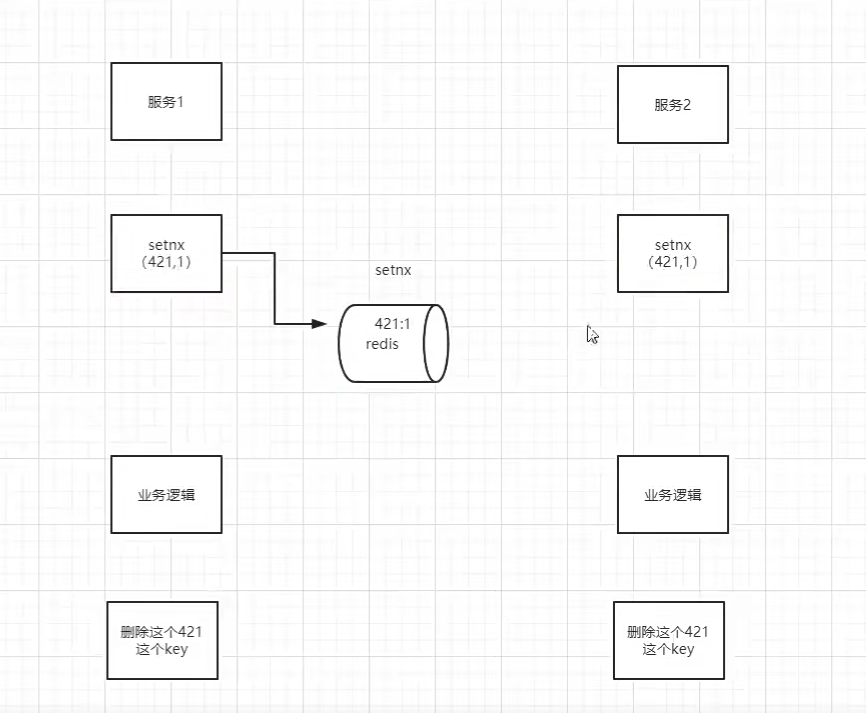 服务1
服务2
setnx
（421,1）
setnx
（421,1）
setnx
421:1
redis
业务逻辑
业务逻辑
删除这个421
这个key
删除这个421
这个key